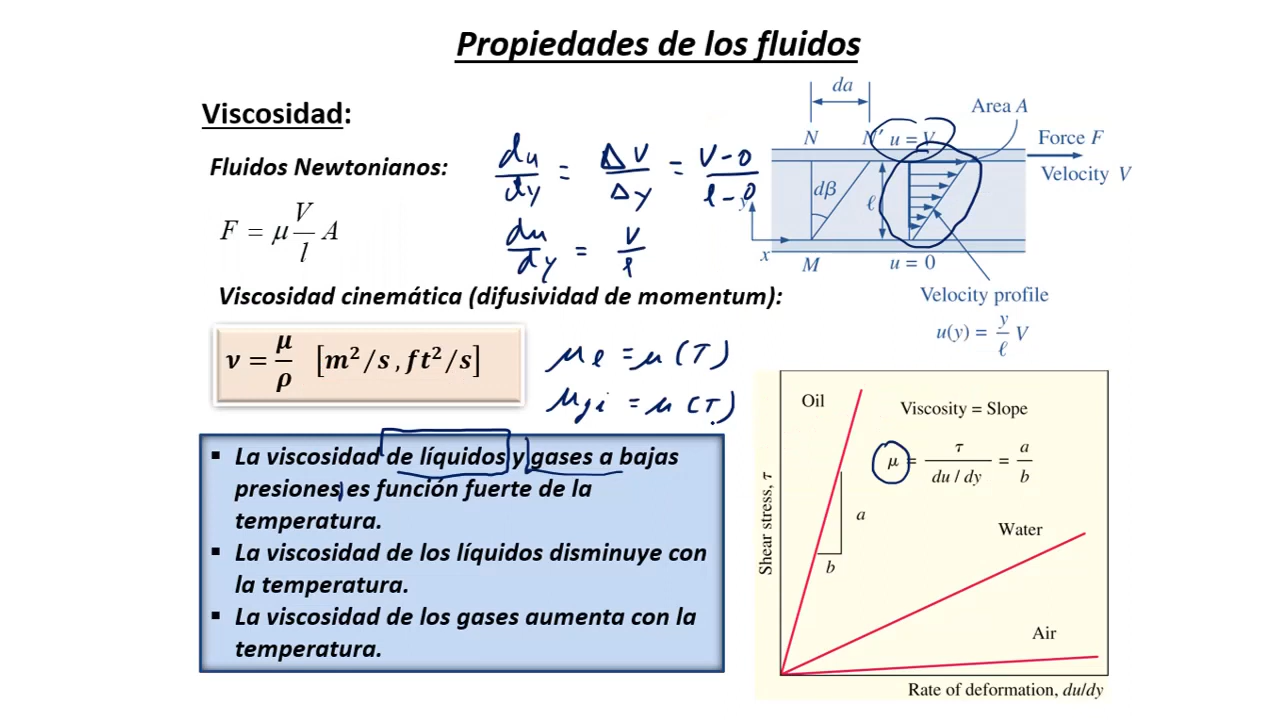 Propiedades de los fluidos
Viscosidad:
Fluidos Newtonianos:
du/dy = ΔV/Δy = V-0/l-0
F = μ V/l A
du/dy = V/l
Viscosidad cinemática (difusividad de momentum):
ν = μ/ρ [m²/s , ft²/s]
μl = μ(T)
μgi = μ(T)
▪ La viscosidad de líquidos y gases a bajas
presiones es función fuerte de la
temperatura.
▪ La viscosidad de los líquidos disminuye con
la temperatura.
▪ La viscosidad de los gases aumenta con la
temperatura.
da
Area A
N N′ u = V
Force F
Velocity V
dβ
ℓ
y
x
M
u = 0
Velocity profile
u(y) = y/ℓ V
Oil
Viscosity = Slope
μ = τ/du / dy = a/b
a
b
Water
Air
Shear stress, τ
Rate of deformation, du/dy